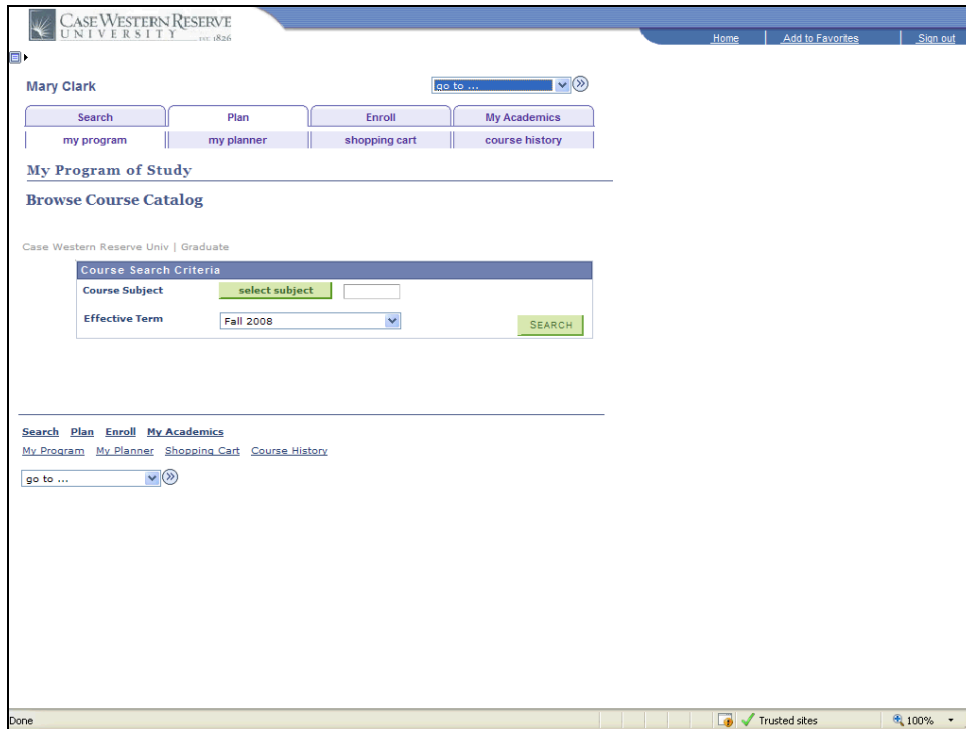 CASE WESTERN RESERVE
UNIVERSITY EST. 1826
Home Add to Favorites Sign out
Mary Clark go to ...
Search Plan Enroll My Academics
my program my planner shopping cart course history
My Program of Study
Browse Course Catalog
Case Western Reserve Univ | Graduate
Course Search Criteria
Course Subject select subject
Effective Term Fall 2008 SEARCH
Search Plan Enroll My Academics
My Program My Planner Shopping Cart Course History
go to ...
Done Trusted sites 100%